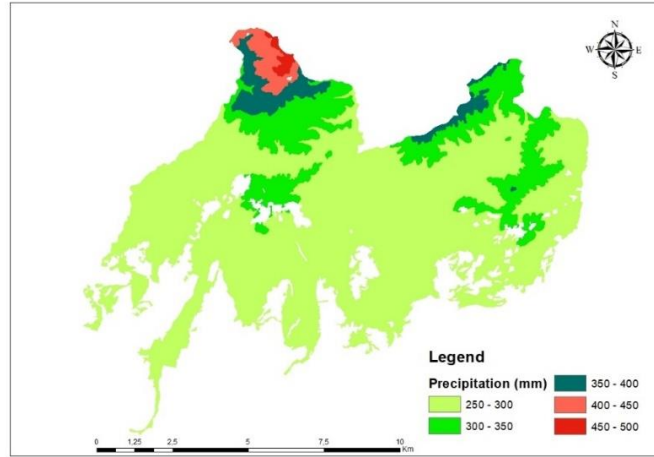 N
W E
S
Legend
Precipitation (mm)
250 - 300
300 - 350
350 - 400
400 - 450
450 - 500
0 1,25 2,5 5 7,5 10
Km